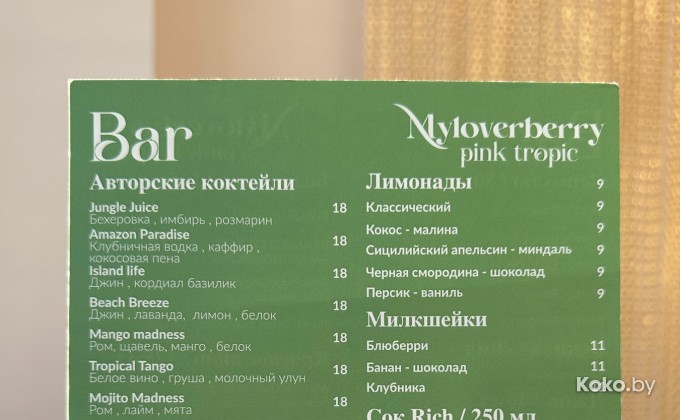 Bar
Авторские коктейли
Jungle Juice 18
Бехеровка , имбирь , розмарин
Amazon Paradise 18
Клубничная водка , каффир ,
кокосовая пена
Island life 18
Джин , кордиал базилик
Beach Breeze 18
Джин , лаванда , лимон , белок
Mango madness 18
Ром, щавель, манго , белок
Tropical Tango 18
Белое вино , груша , молочный улун
Mojito Madness 18
Ром , лайм , мята
Myloverberry
pink tropic
Лимонады 9
Классический 9
Кокос - малина 9
Сицилийский апельсин - миндаль 9
Черная смородина - шоколад 9
Персик - ваниль 9
Милкшейки
Блюберри 11
Банан - шоколад 11
Клубника
Сок Rich / 250 мл
Koko.by